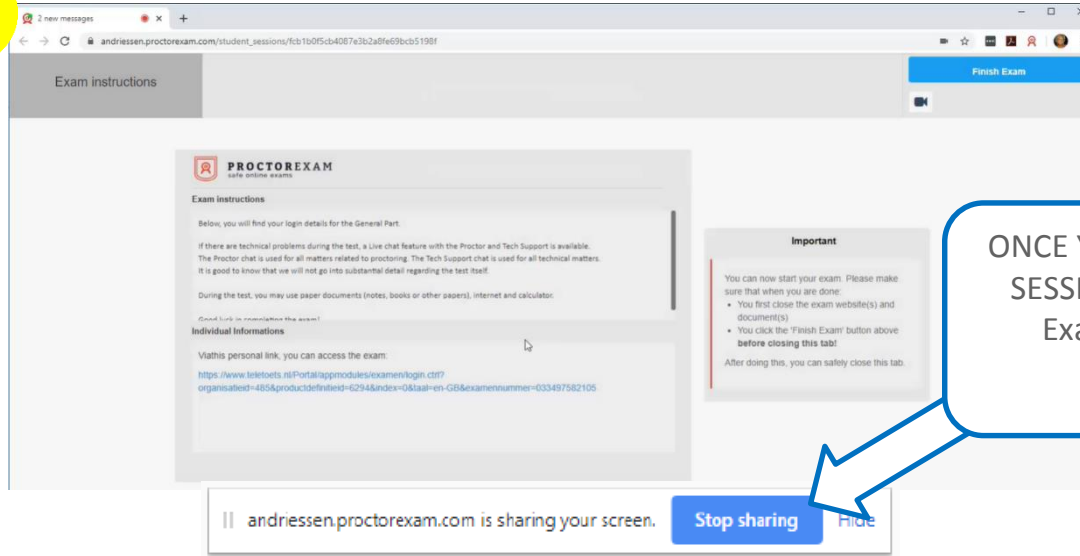 2 new messages
andriessen.proctorexam.com/student_sessions/fcb1b0f5cb4087e3b2a8fe69bcb5198f
Exam instructions
Finish Exam
PROCTOREXAM
safe online exams
Exam instructions
Below, you will find your login details for the General Part.
If there are technical problems during the test, a Live chat feature with the Proctor and Tech Support is available.
The Proctor chat is used for all matters related to proctoring. The Tech Support chat is used for all technical matters.
It is good to know that we will not go into substantial detail regarding the test itself.
During the test, you may use paper documents (notes, books or other papers), internet and calculator.
Good luck in completing the exam!
Individual Informations
Viathis personal link, you can access the exam:
https://www.teletoets.nl/Portal/appmodules/examen/login.ctrl?
organisatieid=485&productdefinitieid=6294&index=0&taal=en-GB&examennummer=033497582105
Important
You can now start your exam. Please make
sure that when you are done:
• You first close the exam website(s) and
document(s)
• You click the 'Finish Exam' button above
before closing this tab!
After doing this, you can safely close this tab.
ONCE Y
SESSI
Exa
andriessen.proctorexam.com is sharing your screen.
Stop sharing
Hide